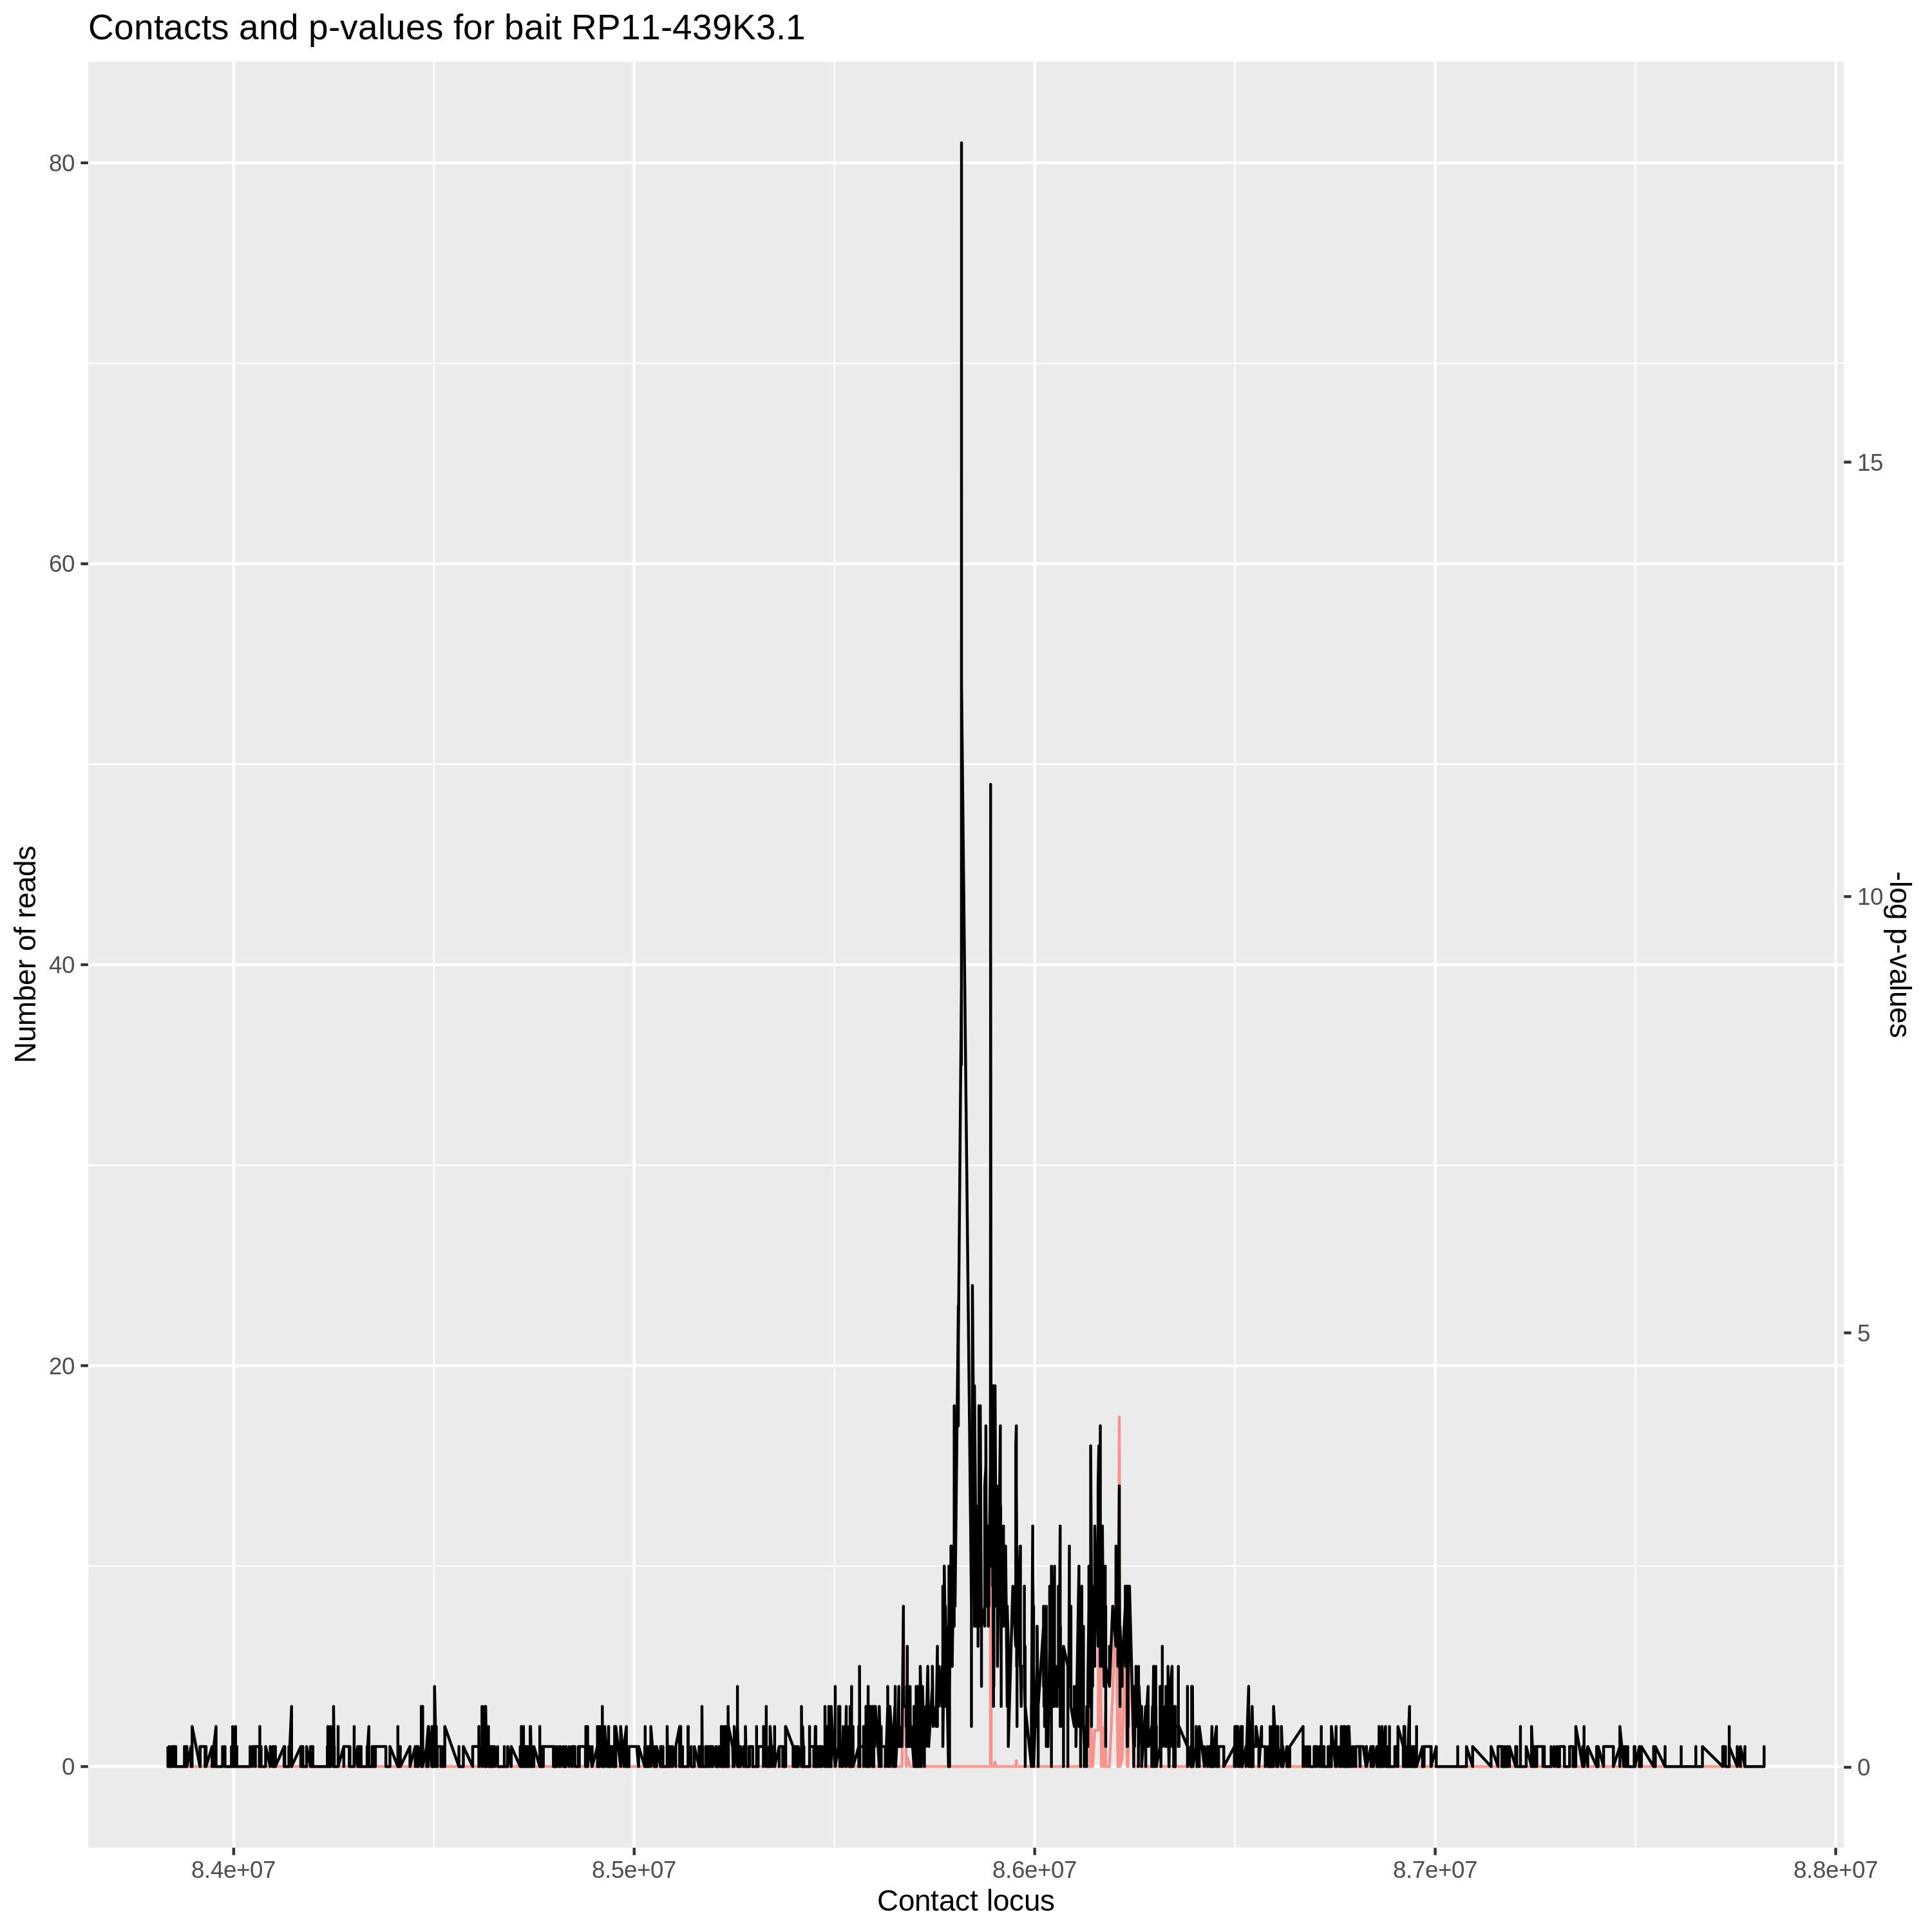 Contacts and p-values for bait RP11-439K3.1
80
60
40
20
0
Number of reads
15
10
5
0
-log p-values
8.4e+07
8.5e+07
8.6e+07
8.7e+07
8.8e+07
Contact locus